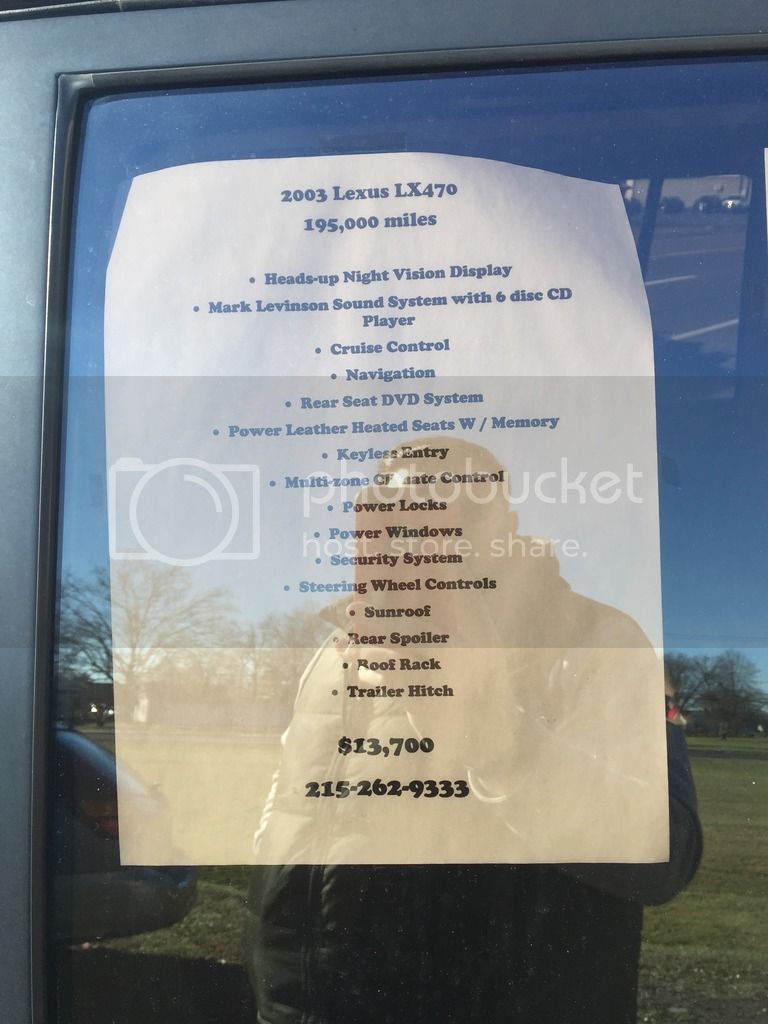 2003 Lexus LX470
195,000 miles
• Heads-up Night Vision Display
• Mark Levinson Sound System with 6 disc CD
Player
• Cruise Control
• Navigation
• Rear Seat DVD System
• Power Leather Heated Seats W / Memory
• Keyless Entry
• Multi-zone Climate Control
photobucket
• Power Locks
• Power Windows
host. store. share.
• Security System
• Steering Wheel Controls
• Sunroof
• Rear Spoiler
• Roof Rack
• Trailer Hitch
$13,700
215-262-9333